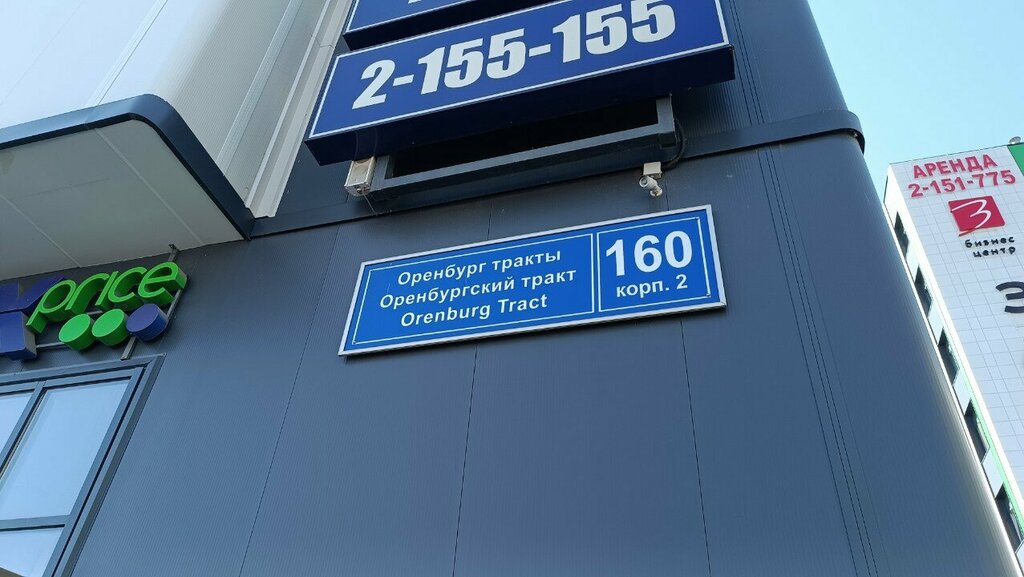 2-155-155
Оренбург тракты
Оренбургский тракт
Orenburg Tract
160
корп. 2
price
АРЕНДА
2-151-775
З
бизнес
центр